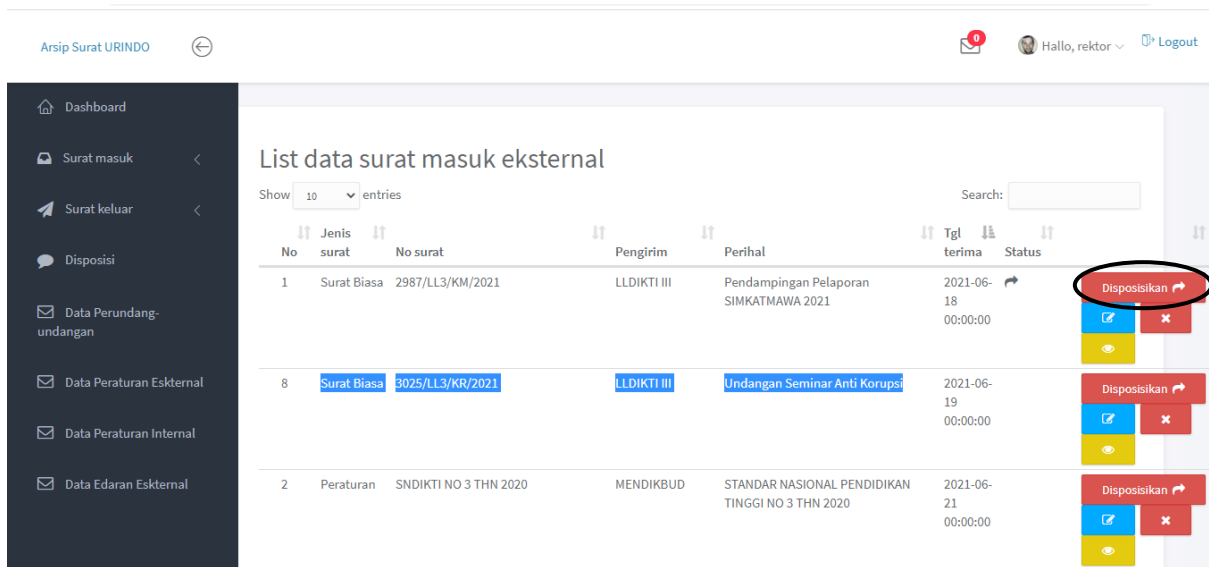 Arsip Surat URINDO
0
Hallo, rektor
Logout
Dashboard
Surat masuk
Surat keluar
Disposisi
Data Perundang-
undangan
Data Peraturan Eskternal
Data Peraturan Internal
Data Edaran Eskternal
List data surat masuk eksternal
Show 10 entries
Search:
No Jenis surat No surat Pengirim Perihal Tgl terima Status
1 Surat Biasa 2987/LL3/KM/2021 LLDIKTI III Pendampingan Pelaporan 2021-06- Disposisikan
SIMKATMAWA 2021 18
00:00:00
8 Surat Biasa 3025/LL3/KR/2021 LLDIKTI III Undangan Seminar Anti Korupsi 2021-06- Disposisikan
19
00:00:00
2 Peraturan SNDIKTI NO 3 THN 2020 MENDIKBUD STANDAR NASIONAL PENDIDIKAN 2021-06- Disposisikan
TINGGI NO 3 THN 2020 21
00:00:00